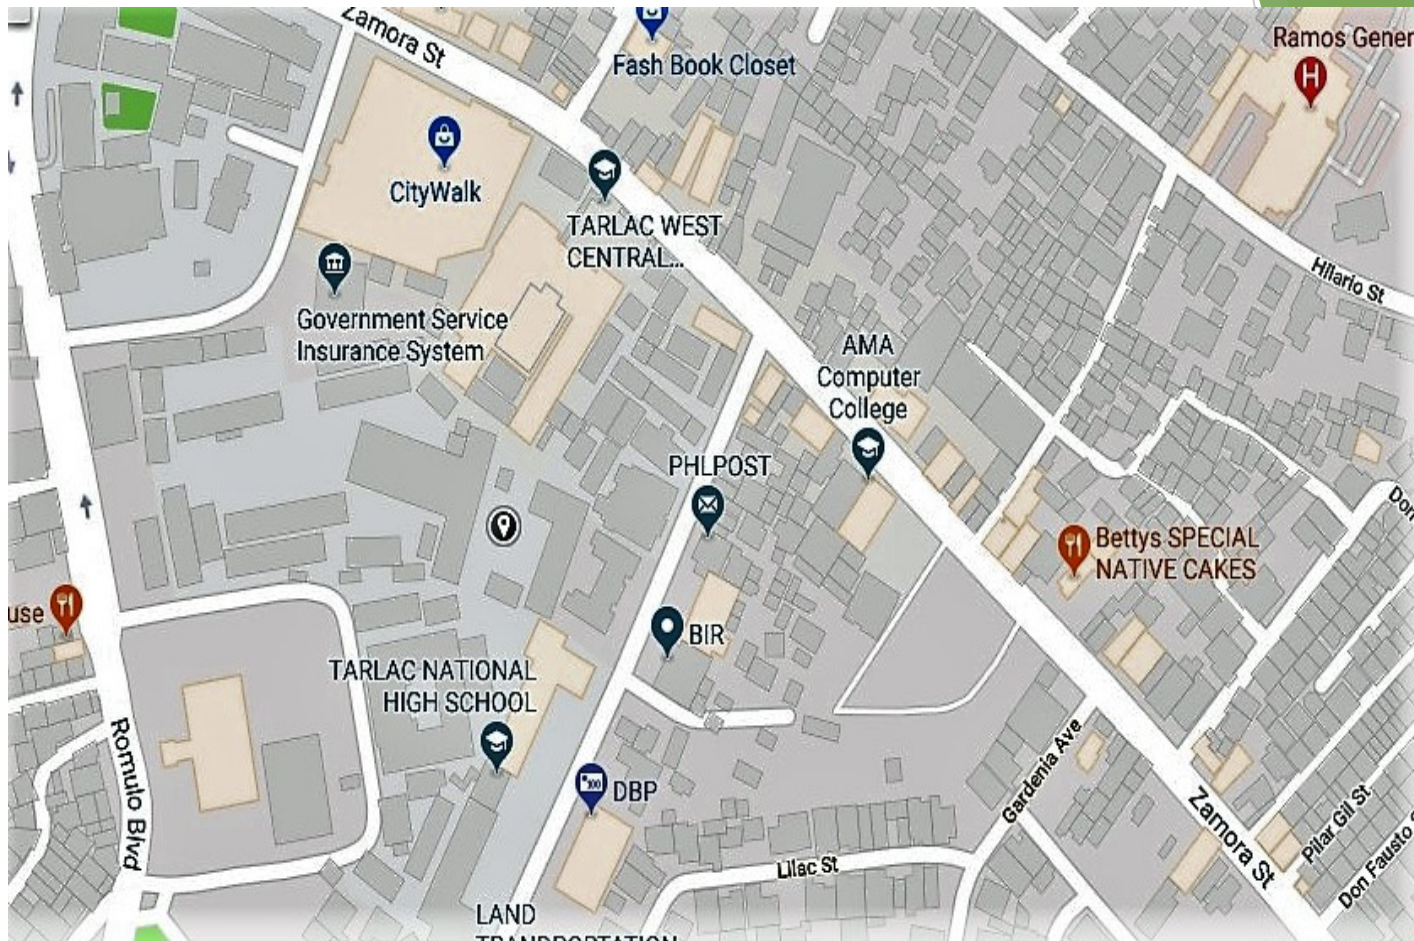 Zamora St
Fash Book Closet
Ramos Gener
H
CityWalk
TARLAC WEST
CENTRAL...
Hilario St
Government Service
Insurance System
AMA
Computer
College
PHLPOST
Don
Bettys SPECIAL
NATIVE CAKES
use
BIR
TARLAC NATIONAL
HIGH SCHOOL
Romulo Blvd
Gardenia Ave
DBP
Zamora St
Pilar Gil St
Lilac St
Don Fausto
LAND